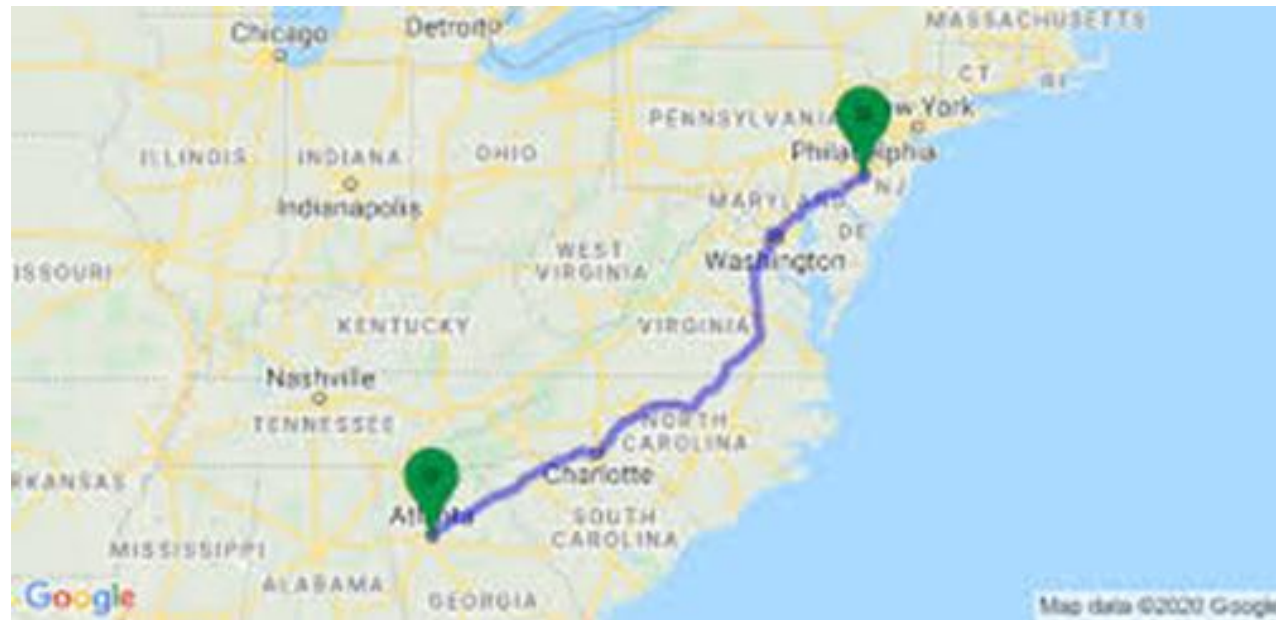 MASSACHUSETTS
Chicago
Detroit
CT
RI
PENNSYLVANIA
w York
ILLINOIS
INDIANA
OHIO
Philadelphia
NJ
Indianapolis
MARYLAND
DE
WEST
VIRGINIA
Washington
ISSOURI
KENTUCKY
VIRGINIA
Nashville
TENNESSEE
NORTH
CAROLINA
Charlotte
RKANSAS
Atlanta
SOUTH
CAROLINA
MISSISSIPPI
ALABAMA
GEORGIA
Google
Map data ©2020 Google